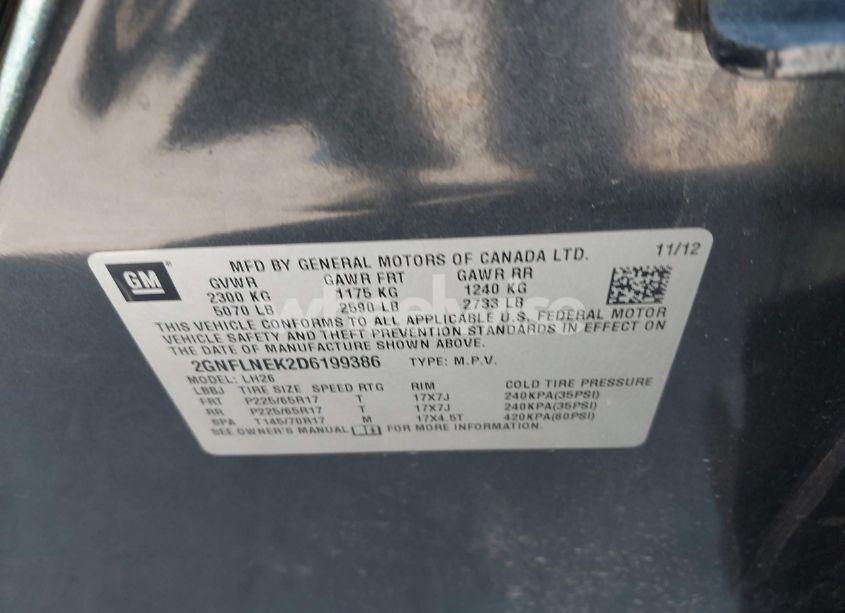 GM
MFD BY GENERAL MOTORS OF CANADA LTD.
11/12
GVWR GAWR FRT GAWR RR
2300 KG 1175 KG 1240 KG
5070 LB 2590 LB 2733 LB
THIS VEHICLE CONFORMS TO ALL APPLICABLE U.S. FEDERAL MOTOR
VEHICLE SAFETY AND THEFT PREVENTION STANDARDS IN EFFECT ON
THE DATE OF MANUFACTURE SHOWN ABOVE.
2GNFLNEK2D6199386 TYPE: M.P.V.
MODEL: LH26
LBBJ TIRE SIZE SPEED RTG RIM COLD TIRE PRESSURE
FRT P225/65R17 T 17X7J 240KPA(35PSI)
RR P225/65R17 T 17X7J 240KPA(35PSI)
SPA T145/70R17 M 17X4.5T 420KPA(60PSI)
SEE OWNER'S MANUAL FOR MORE INFORMATION.